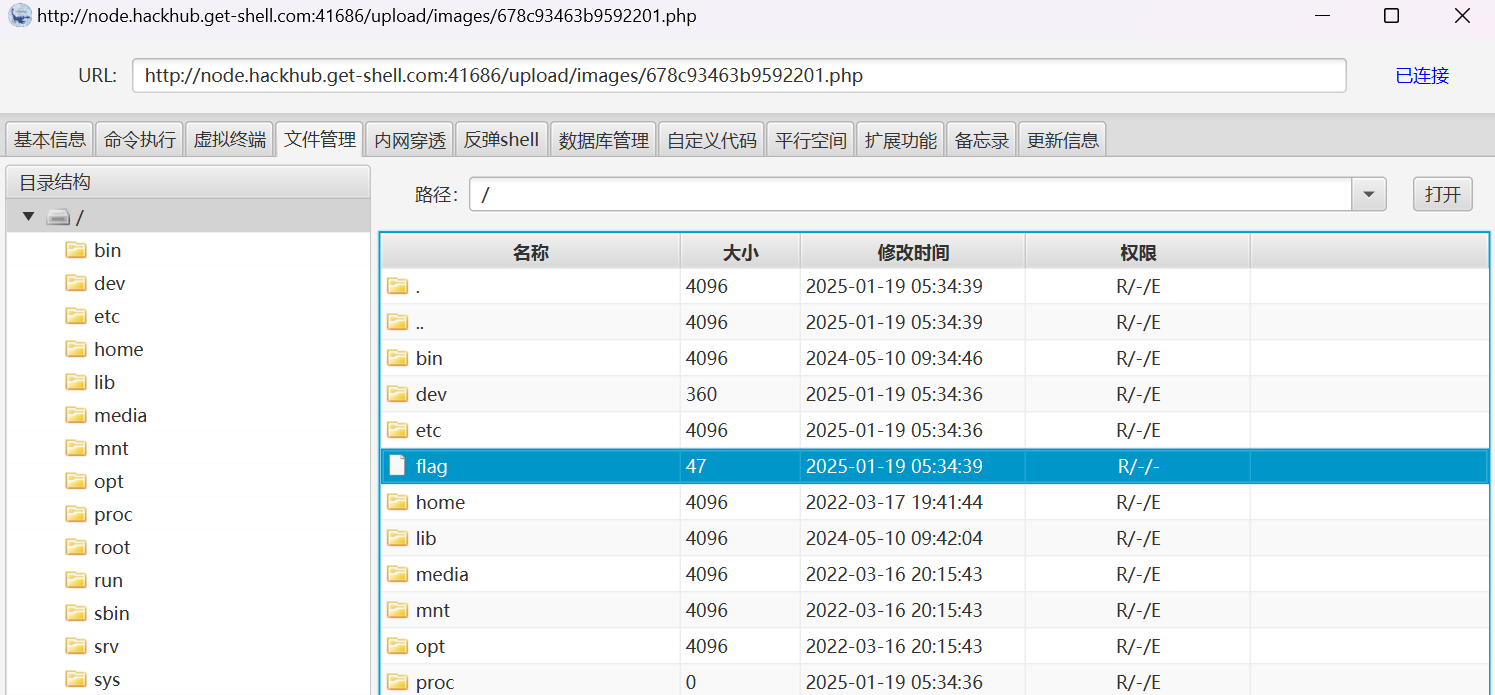 http://node.hackhub.get-shell.com:41686/upload/images/678c93463b9592201.php
URL: http://node.hackhub.get-shell.com:41686/upload/images/678c93463b9592201.php 已连接
基本信息 命令执行 虚拟终端 文件管理 内网穿透 反弹shell 数据库管理 自定义代码 平行空间 扩展功能 备忘录 更新信息
目录结构
/
bin
dev
etc
home
lib
media
mnt
opt
proc
root
run
sbin
srv
sys
路径: / 打开
名称 大小 修改时间 权限
. 4096 2025-01-19 05:34:39 R/-/E
.. 4096 2025-01-19 05:34:39 R/-/E
bin 4096 2024-05-10 09:34:46 R/-/E
dev 360 2025-01-19 05:34:36 R/-/E
etc 4096 2025-01-19 05:34:36 R/-/E
flag 47 2025-01-19 05:34:39 R/-/-
home 4096 2022-03-17 19:41:44 R/-/E
lib 4096 2024-05-10 09:42:04 R/-/E
media 4096 2022-03-16 20:15:43 R/-/E
mnt 4096 2022-03-16 20:15:43 R/-/E
opt 4096 2022-03-16 20:15:43 R/-/E
proc 0 2025-01-19 05:34:36 R/-/E